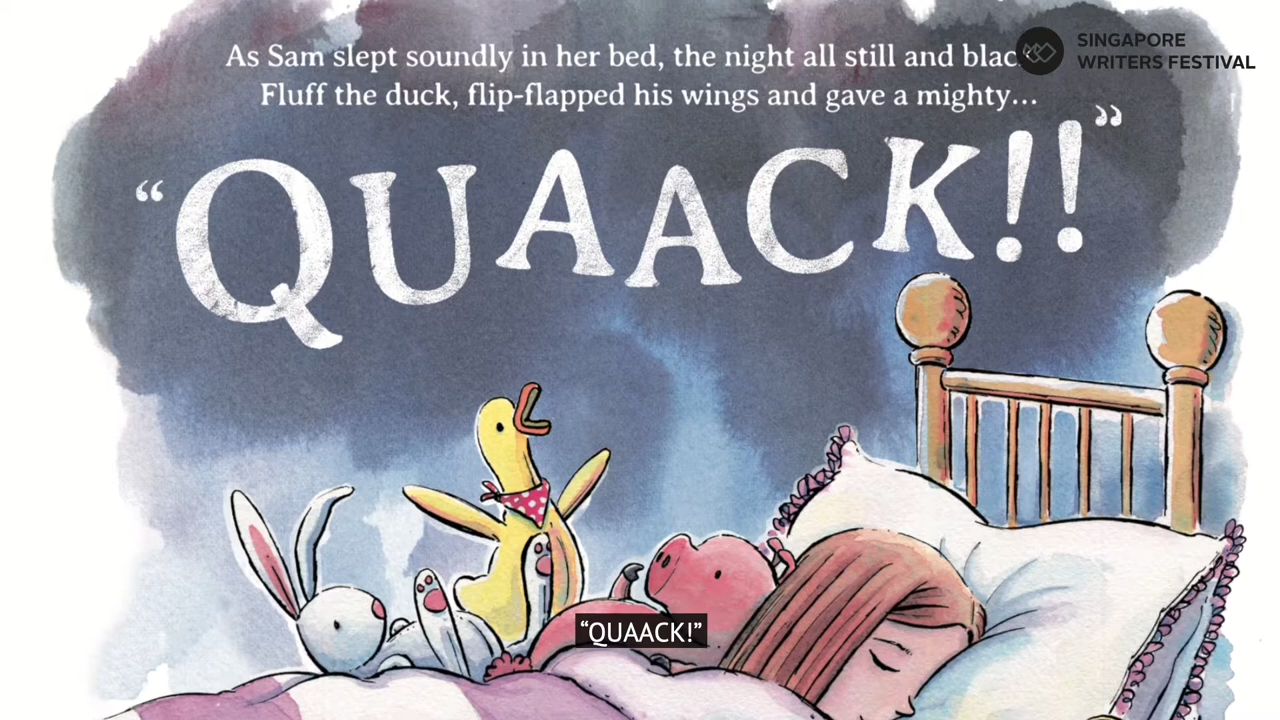 As Sam slept soundly in her bed, the night all still and black
Fluff the duck, flip-flapped his wings and gave a mighty...
“QUAACK!!”
SINGAPORE
WRITERS FESTIVAL
“QUAACK!”